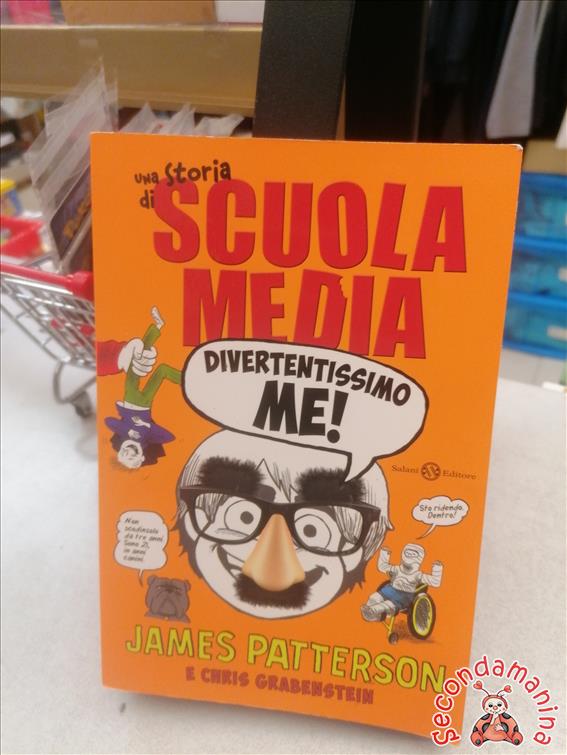 una storia
di
SCUOLA
MEDIA
DIVERTENTISSIMO
ME!
Salani Editore
Sto ridendo.
Dentro!
Non
scodinzolo
da tre anni.
Sono 21,
in anni
canini.
JAMES PATTERSON
E CHRIS GRABENSTEIN
Secondamanina